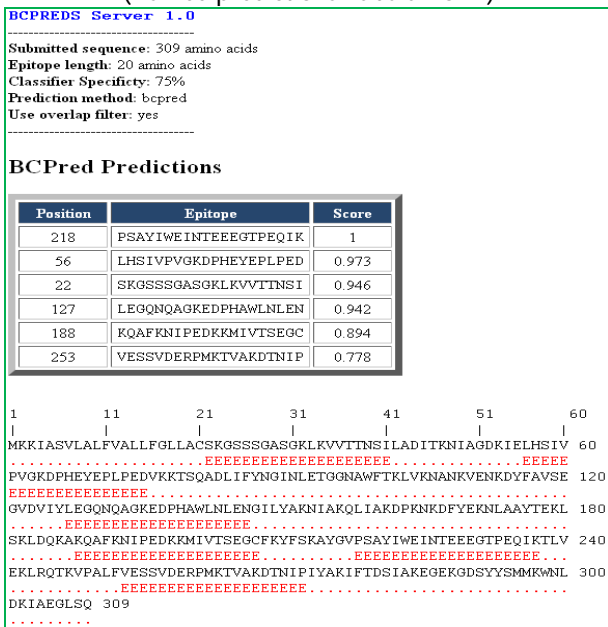 BCPREDS Server 1.0
-----------------------------------
Submitted sequence: 309 amino acids
Epitope length: 20 amino acids
Classifier Specificty: 75%
Prediction method: bcpred
Use overlap filter: yes
-----------------------------------
BCPred Predictions
Position Epitope Score
218 PSAYIWEINTEEEGTPEQIK 1
56 LHSIVPVGKDPHEYEPLPED 0.973
22 SKGSSSGASGKLKVVTTNSI 0.946
127 LEGQNQAGKEDPHAWLNLEN 0.942
188 KQAFKNIPEDKKMIVTSEGC 0.894
253 VESSVDERPMKTVAKDTNIP 0.778
1 11 21 31 41 51 60
| | | | | | |
MKKIASVLALFVALLFGLLACSKGSSSGASGKLKVVTTNSILADITKNIAGDKIELHSIV 60
.....................EEEEEEEEEEEEEEEEEEEE..............EEEEE
PVGKDPHEYEPLPEDVKKTSQADLIFYNGINLETGGNAWFTKLVKNANKVENKDYFAVSE 120
EEEEEEEEEEEEEEE.............................................
GVDVIYLEGQNQAGKEDPHAWLNLENGILYAKNIAKQLIAKDPKNKDFYEKNLAAYTEKL 180
......EEEEEEEEEEEEEEEEEEEE..................................
SKLDQKAKQAFKNIPEDKKMIVTSEGCFKYFSKAYGVPSAYIWEINTEEEGTPEQIKTLV 240
.......EEEEEEEEEEEEEEEEEEEE..........EEEEEEEEEEEEEEEEEEEE...
EKLRQTKVPALFVESSVDERPMKTVAKDTNIPIYAKIFTDSIAKEGEKGDSYYSMMKWNL 300
............EEEEEEEEEEEEEEEEEEEE............................
DKIAEGLSQ 309
.........